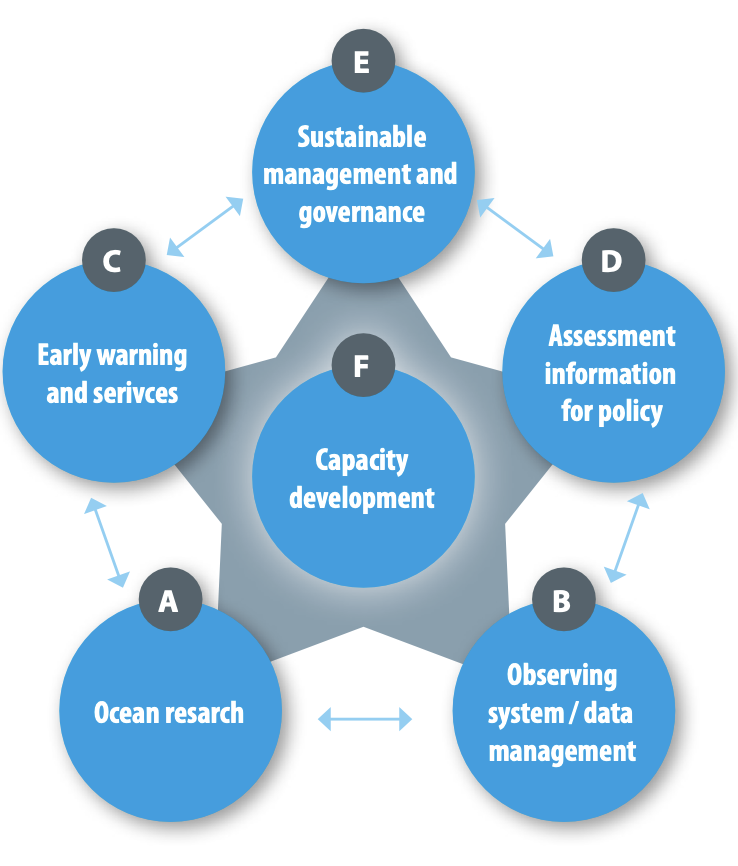 E
Sustainable
management and
governance
C
Early warning
and serivces
D
Assessment
information
for policy
F
Capacity
development
A
Ocean resarch
B
Observing
system / data
management